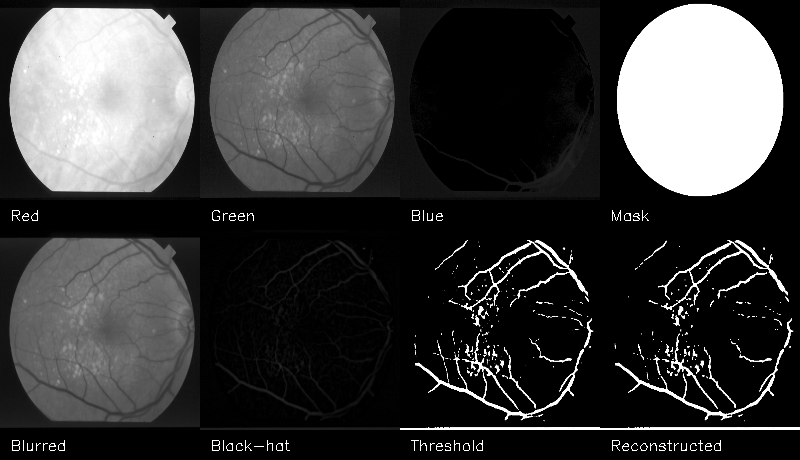 Red
Green
Blue
Mask
Blurred
Black-hat
Threshold
Reconstructed